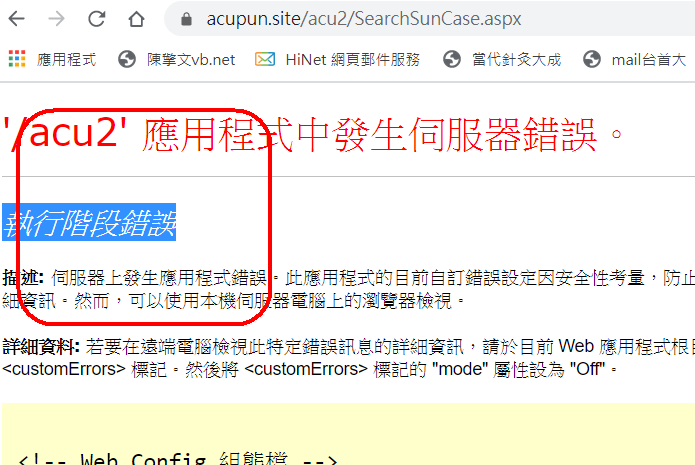 acupun.site/acu2/SearchSunCase.aspx
應用程式 陳擎文vb.net HiNet 網頁郵件服務 當代針灸大成 mail台首大
'/acu2' 應用程式中發生伺服器錯誤。
執行階段錯誤
描述: 伺服器上發生應用程式錯誤。此應用程式的目前自訂錯誤設定因安全性考量，防止
細資訊。然而，可以使用本機伺服器電腦上的瀏覽器檢視。
詳細資料: 若要在遠端電腦檢視此特定錯誤訊息的詳細資訊，請於目前 Web 應用程式根目
<customErrors> 標記。然後將 <customErrors> 標記的 "mode" 屬性設為 "Off"。
<!-- Web.Config 組態檔 -->